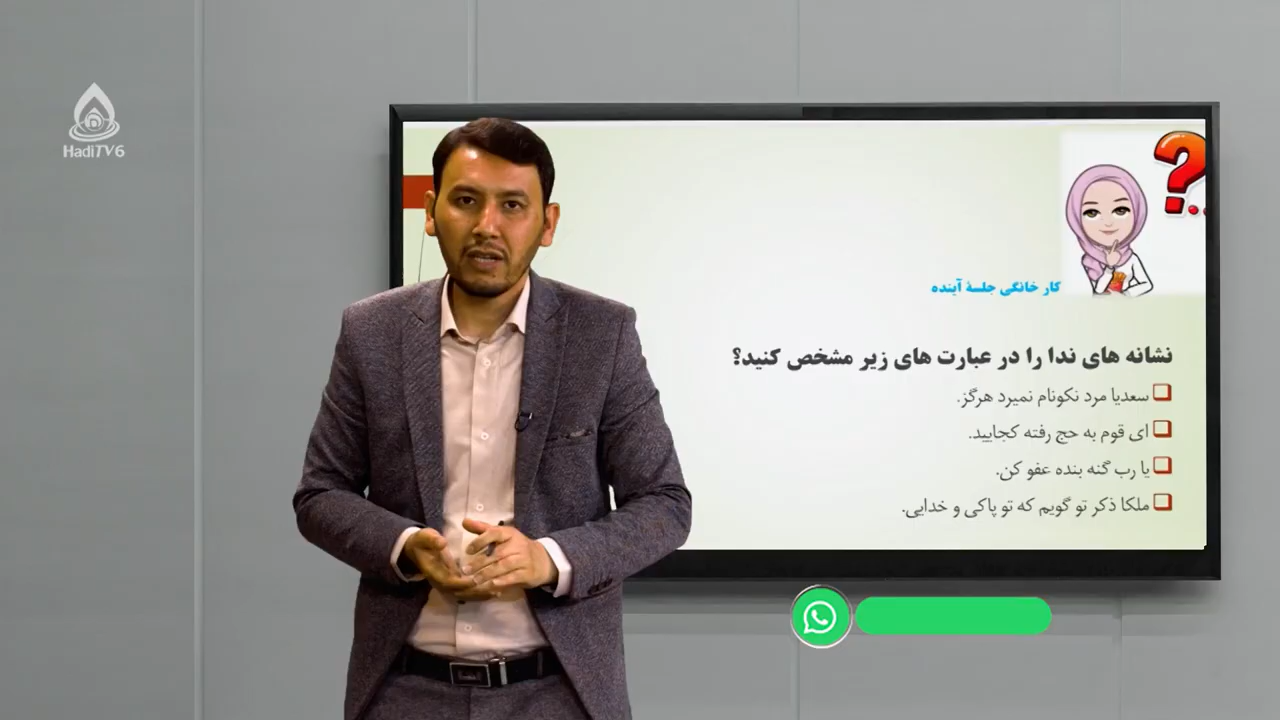 HadiTV6
کار خانگی جلسۀ آینده
نشانه های ندا را در عبارت های زیر مشخص کنید؟
سعدیا مرد نکونام نمیرد هرگز.
ای قوم به حج رفته کجایید.
یا رب گنه بنده عفو کن.
ملکا ذکر تو گویم که تو پاکی و خدایی.